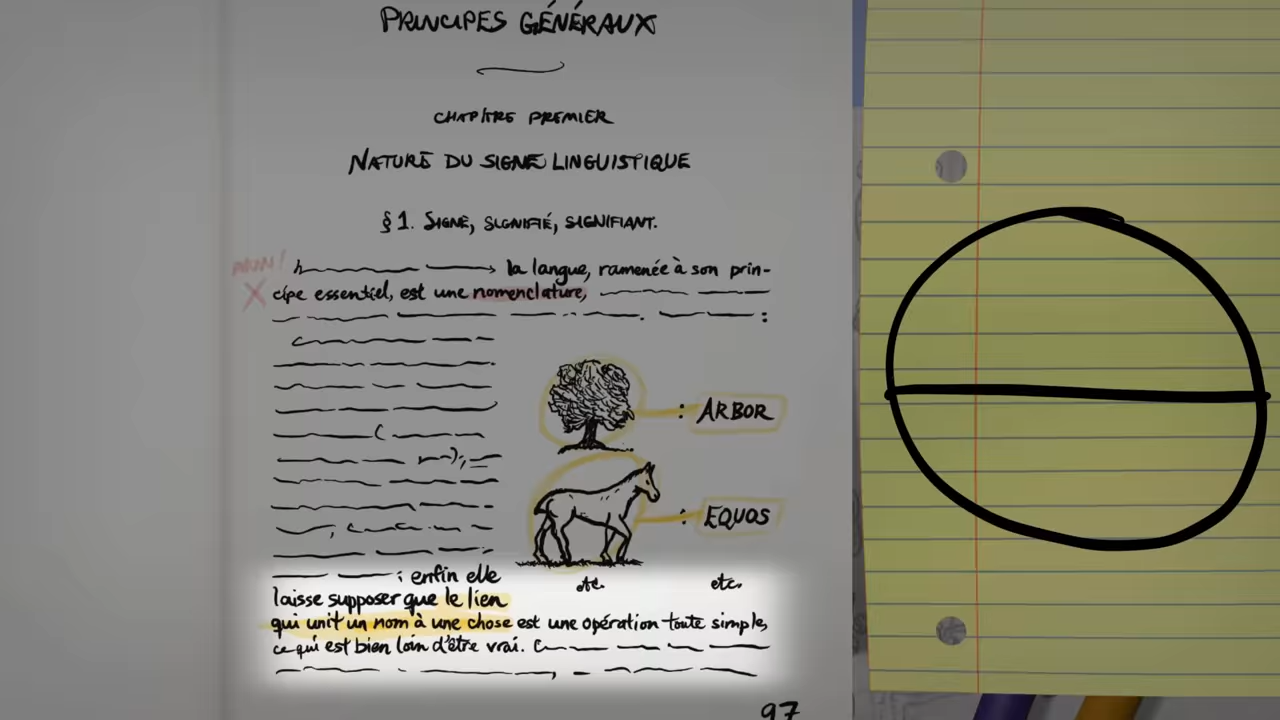 PRINCIPES GÉNÉRAUX
CHAPITRE PREMIER
NATURE DU SIGNE LINGUISTIQUE
§ 1. SIGNE, SIGNIFIÉ, SIGNIFIANT.
NON!
la langue, ramenée à son prin-
cipe essentiel, est une nomenclature,
: ARBOR
: EQUOS
etc. etc.
; enfin elle
laisse supposer que le lien
qui unit un nom à une chose est une opération toute simple,
ce qui est bien loin d'être vrai.
97